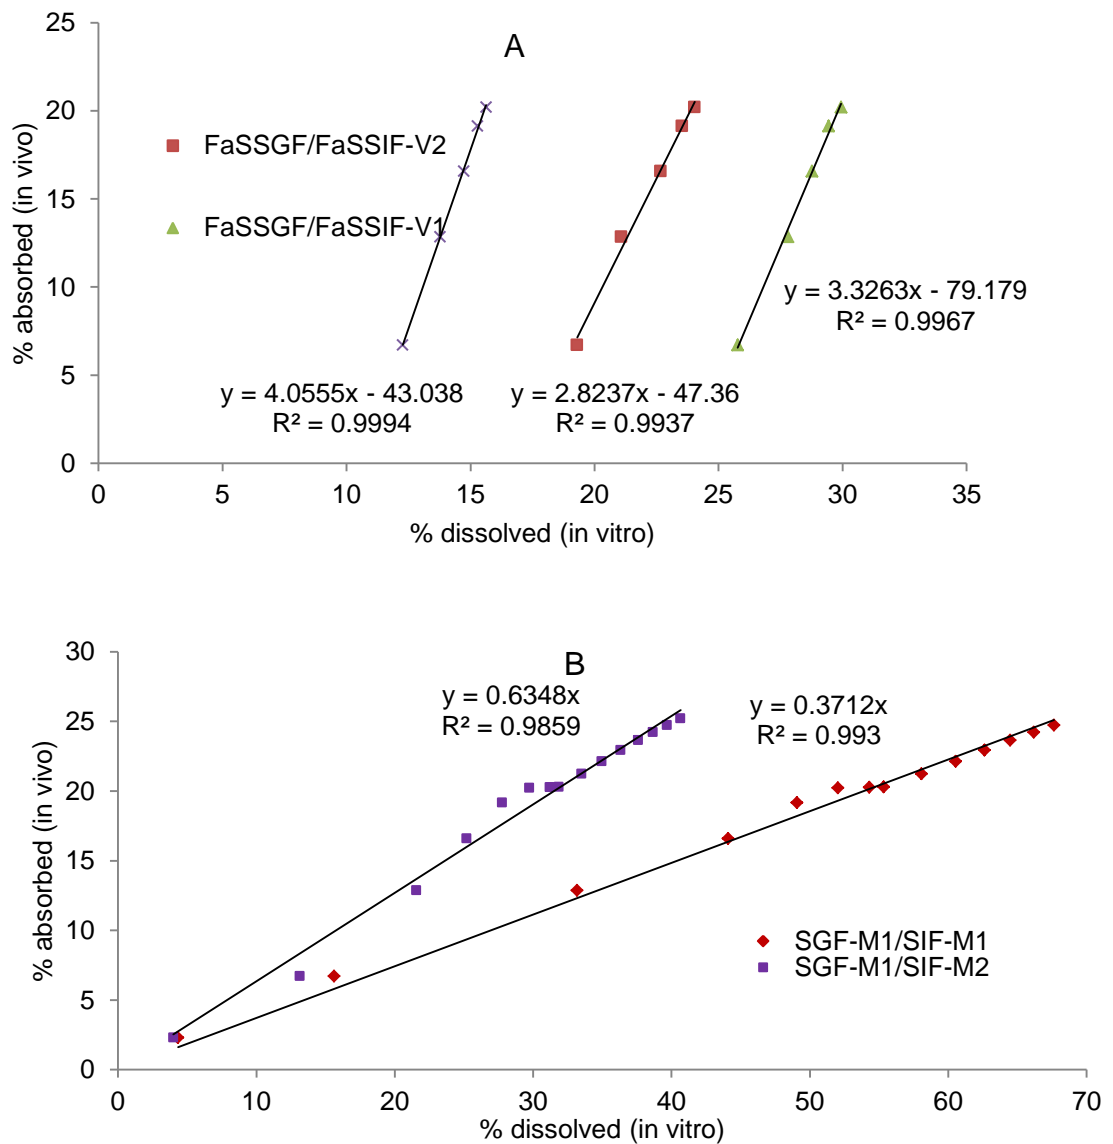 A
25
20
15
10
5
0
% absorbed (in vivo)
FaSSGF/FaSSIF-V2
FaSSGF/FaSSIF-V1
y = 3.3263x - 79.179
R² = 0.9967
y = 4.0555x - 43.038
R² = 0.9994
y = 2.8237x - 47.36
R² = 0.9937
0 5 10 15 20 25 30 35
% dissolved (in vitro)
B
30
25
20
15
10
5
0
% absorbed (in vivo)
y = 0.6348x
R² = 0.9859
y = 0.3712x
R² = 0.993
SGF-M1/SIF-M1
SGF-M1/SIF-M2
0 10 20 30 40 50 60 70
% dissolved (in vitro)